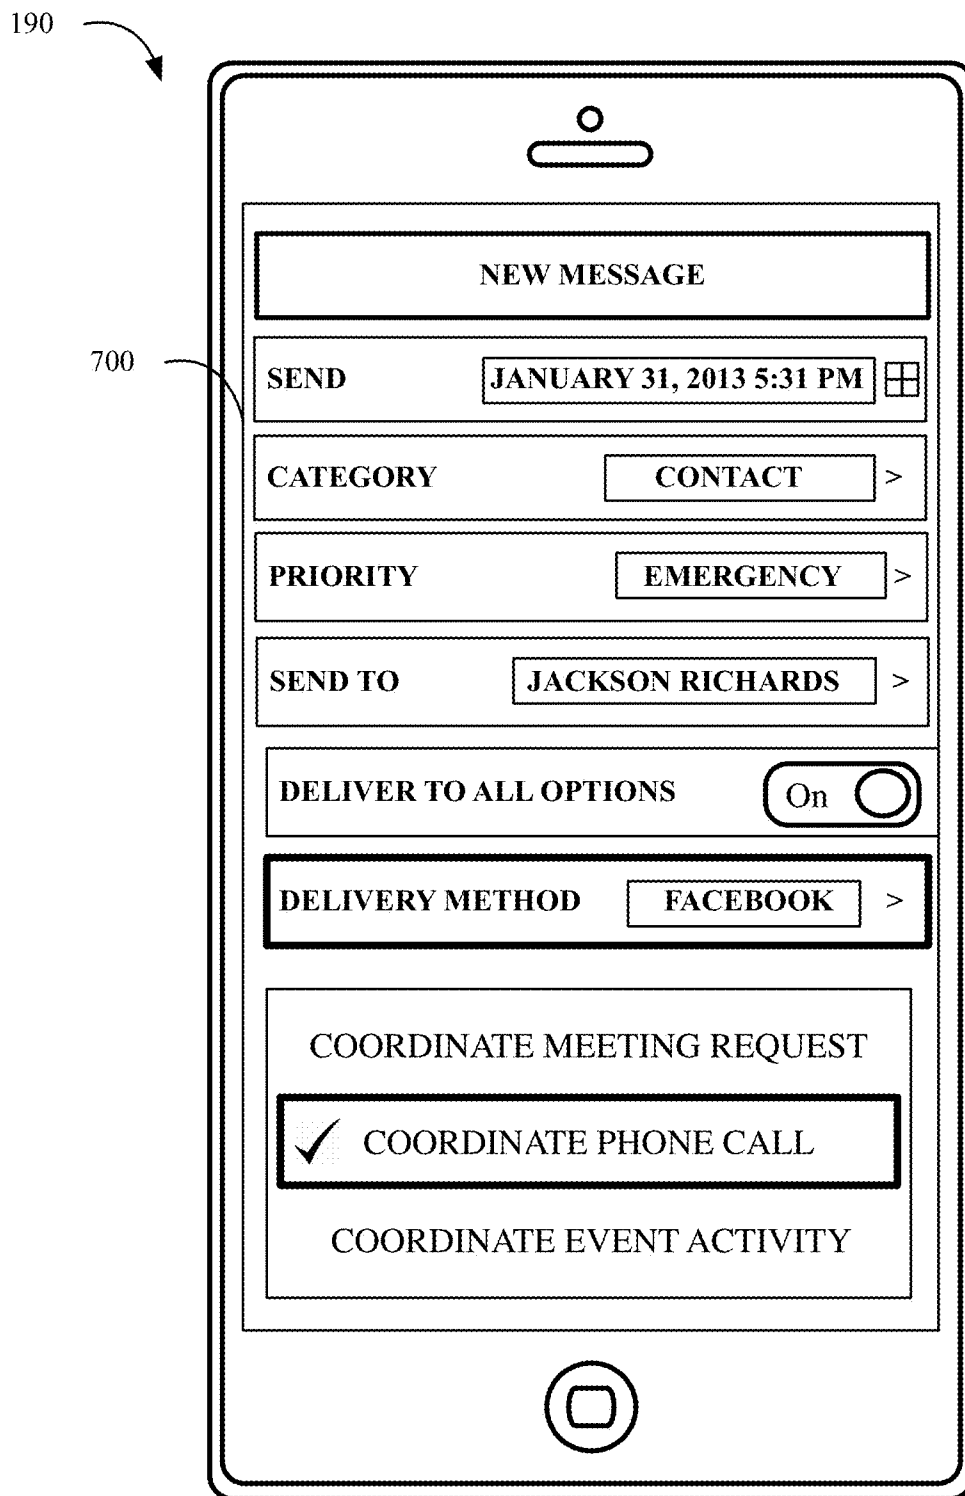 190
NEW MESSAGE
700
SEND JANUARY 31, 2013 5:31 PM
CATEGORY CONTACT >
PRIORITY EMERGENCY >
SEND TO JACKSON RICHARDS >
DELIVER TO ALL OPTIONS On
DELIVERY METHOD FACEBOOK >
COORDINATE MEETING REQUEST
COORDINATE PHONE CALL
COORDINATE EVENT ACTIVITY